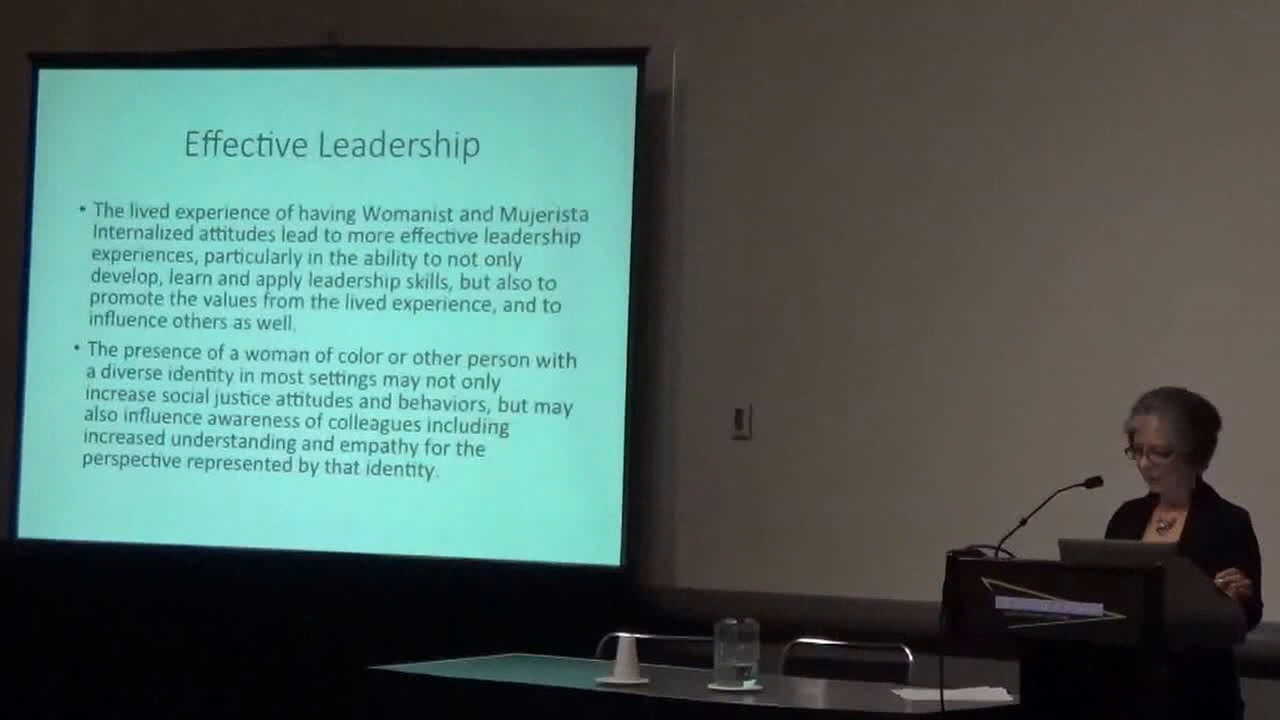 Effective Leadership
• The lived experience of having Womanist and Mujerista
Internalized attitudes lead to more effective leadership
experiences, particularly in the ability to not only
develop, learn and apply leadership skills, but also to
promote the values from the lived experience, and to
influence others as well.
• The presence of a woman of color or other person with
a diverse identity in most settings may not only
increase social justice attitudes and behaviors, but may
also influence awareness of colleagues including
increased understanding and empathy for the
perspective represented by that identity.